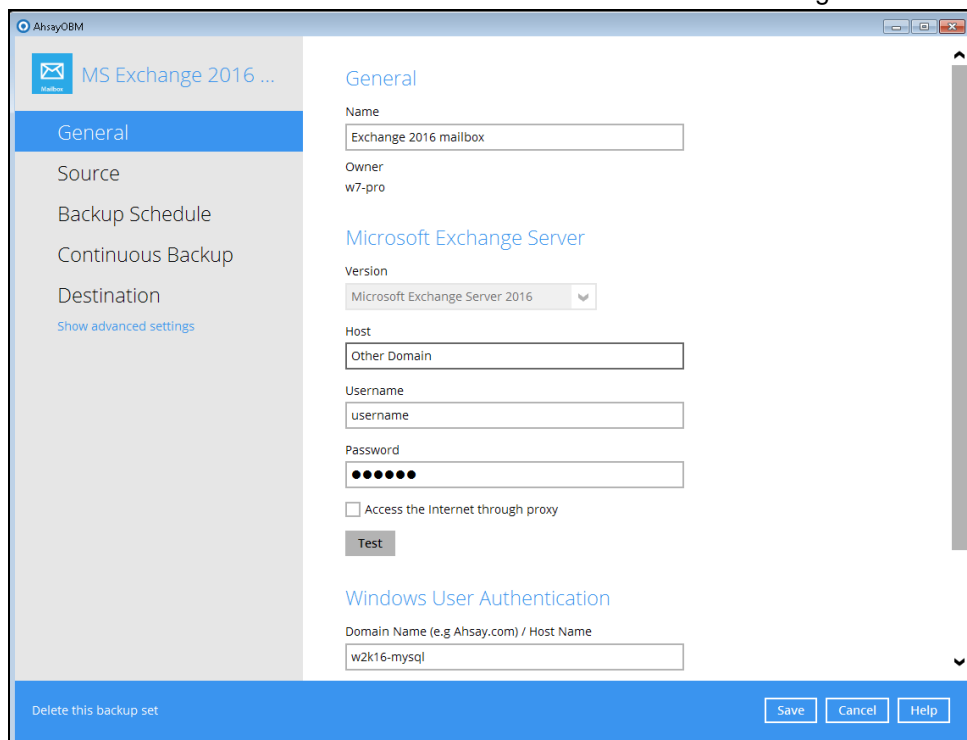 AhsayOBM
Mailbox
MS Exchange 2016 ...
General
Source
Backup Schedule
Continuous Backup
Destination
Show advanced settings
General
Name
Exchange 2016 mailbox
Owner
w7-pro
Microsoft Exchange Server
Version
Microsoft Exchange Server 2016
Host
Other Domain
Username
username
Password
●●●●●●
Access the Internet through proxy
Test
Windows User Authentication
Domain Name (e.g Ahsay.com) / Host Name
w2k16-mysql
Delete this backup set
Save Cancel Help